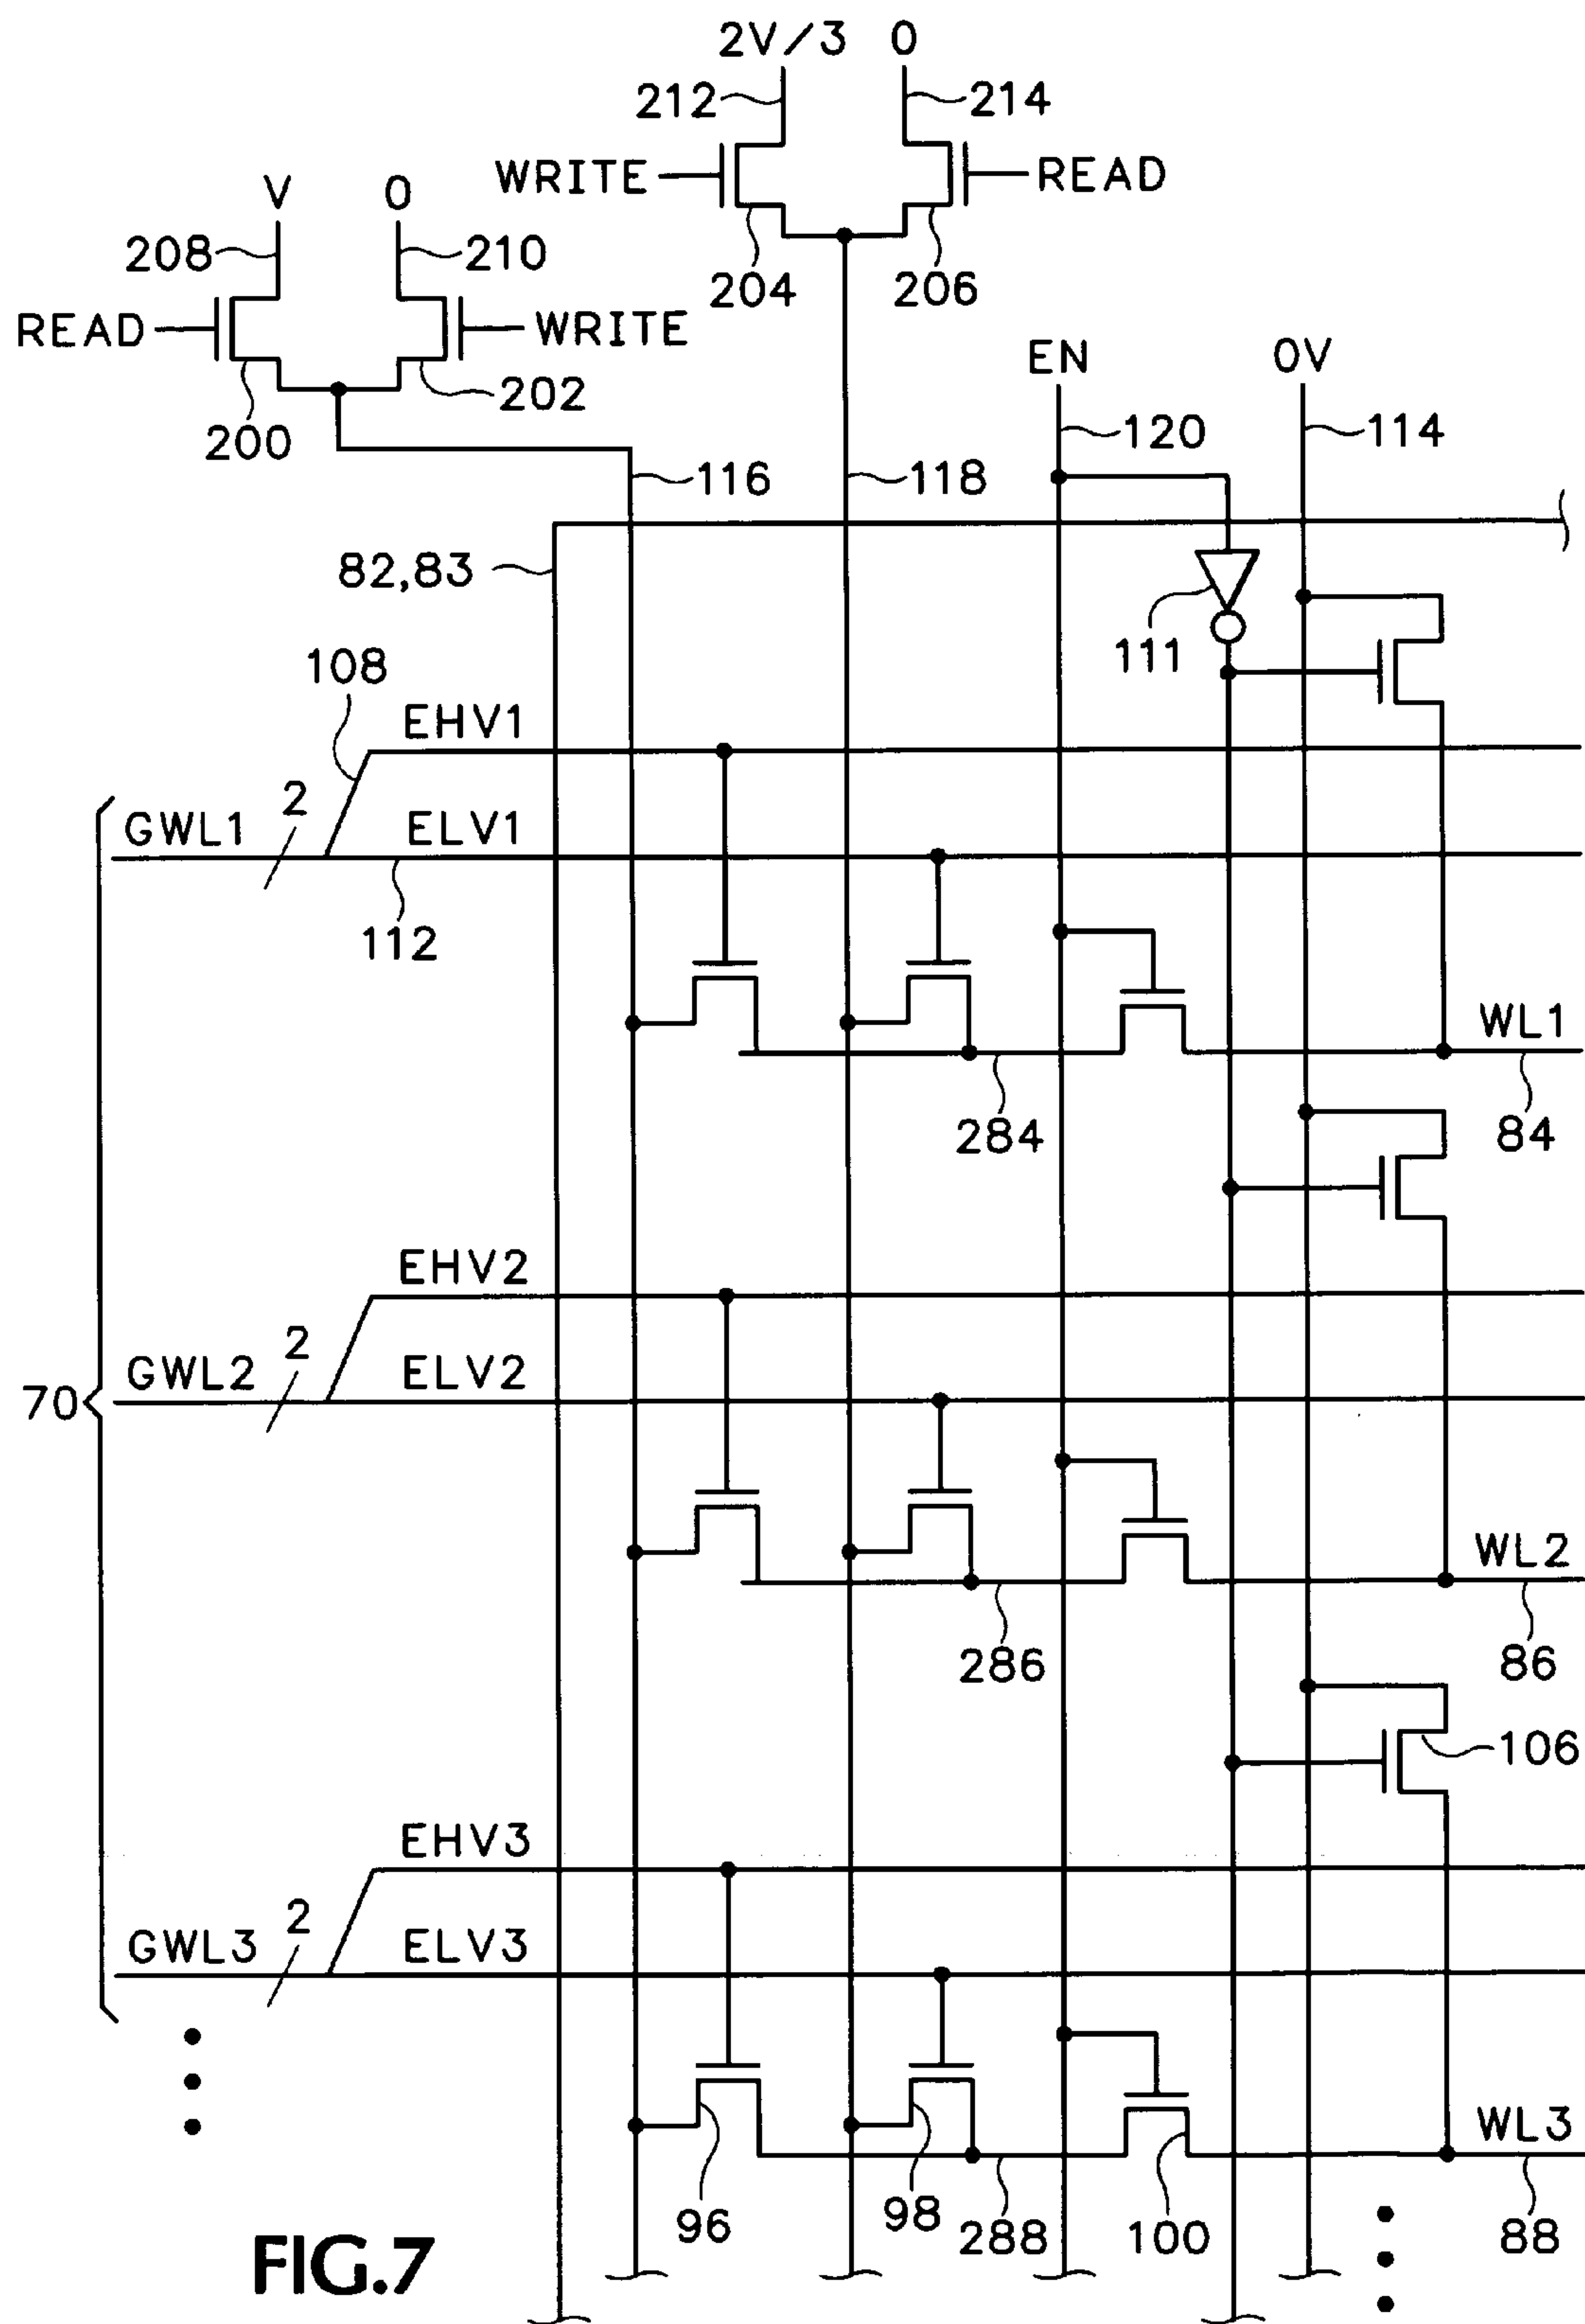 2V/3 0
212 214
WRITE READ
V 0
208 210
204 206
READ WRITE
EN 0V
202
200
120 114
116 118
82,83
111
108
EHV1
2
GWL1 ELV1
112
WL1
284 84
EHV2
2
70 GWL2 ELV2
WL2
286 86
106
EHV3
2
GWL3 ELV3
WL3
96 98 288 100 88
FIG.7